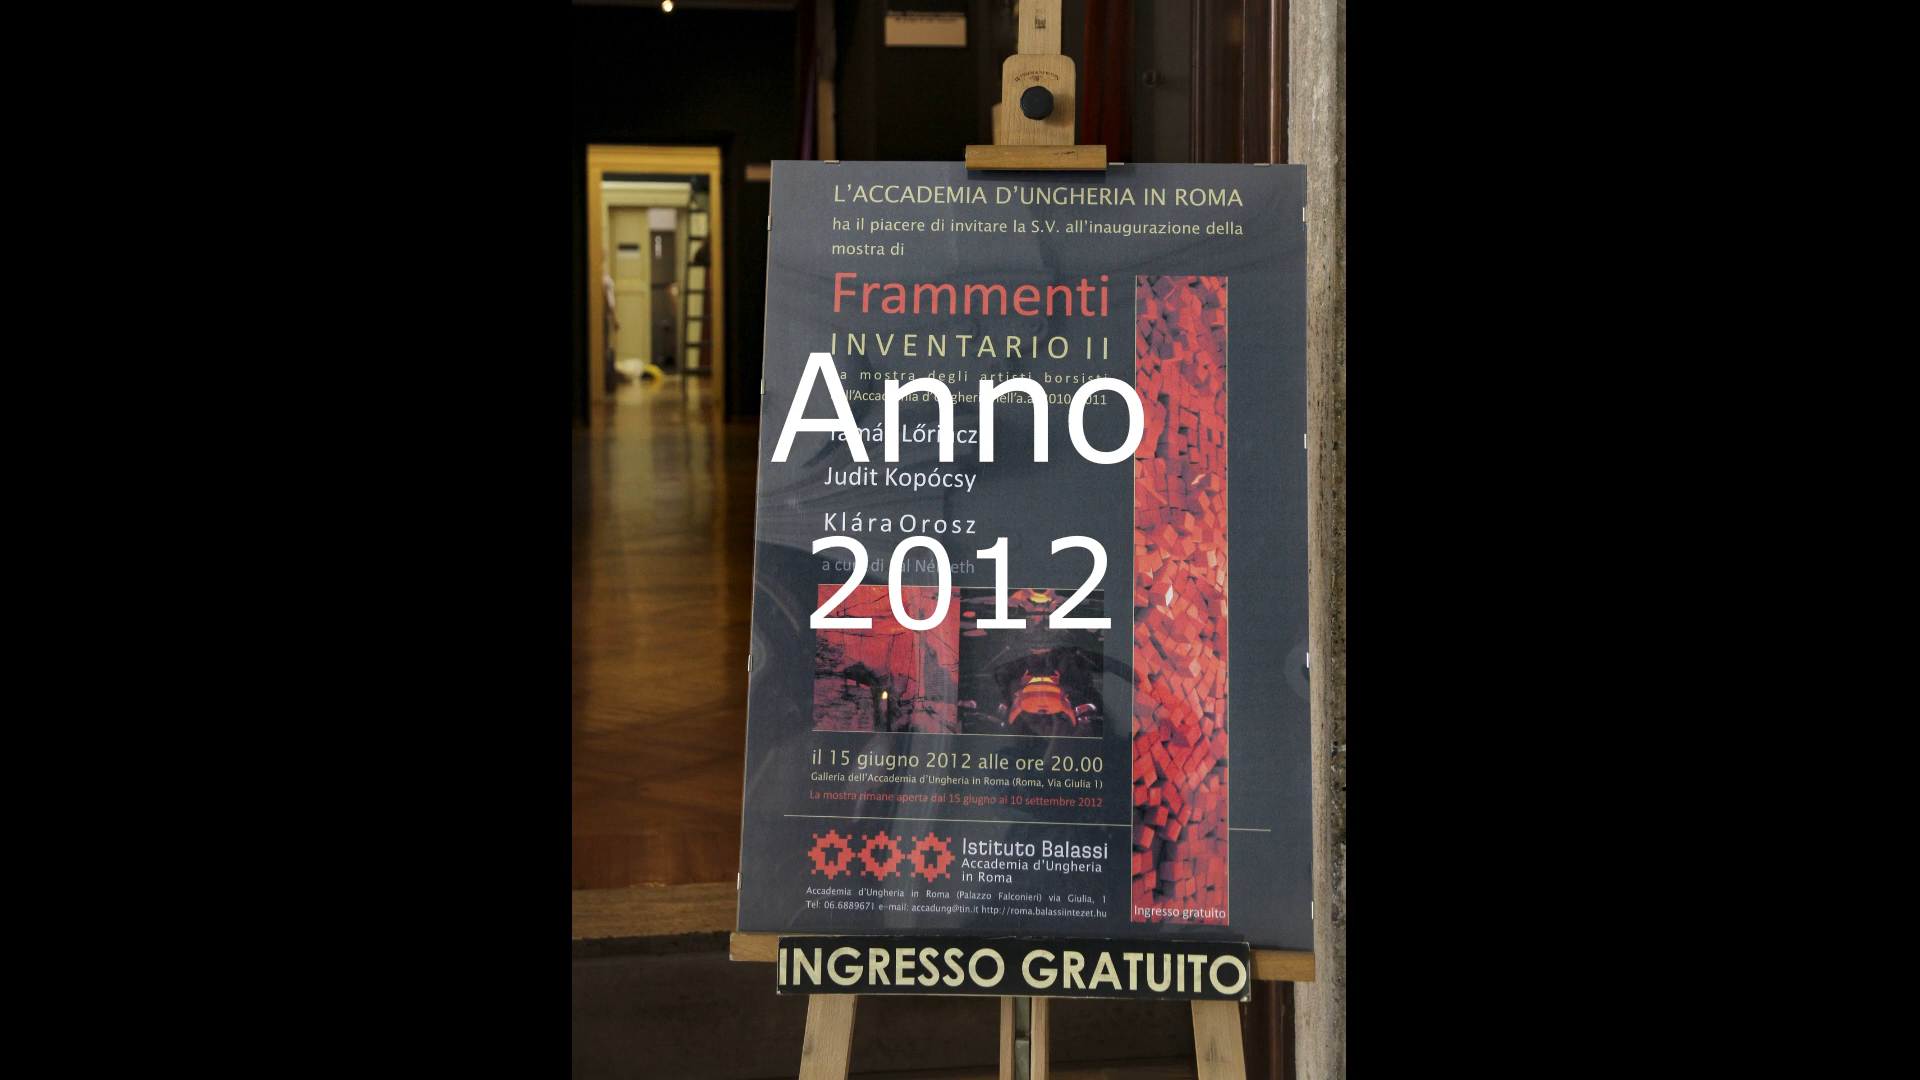 L'ACCADEMIA D'UNGHERIA IN ROMA
ha il piacere di invitare la S.V. all'inaugurazione della
mostra di
Frammenti
INVENTARIO II
mostra degli artisti borsisti
Anno
Judit Kopócsy
Klára Orosz
2012
il 15 giugno 2012 alle ore 20.00
Galleria dell'Accademia d'Ungheria in Roma (Roma, Via Giulia 1)
La mostra rimane aperta dal 15 giugno al 10 settembre 2012
Istituto Balassi
Accademia d'Ungheria
in Roma
Accademia d'Ungheria in Roma (Palazzo Falconieri) via Giulia, 1
Tel: 06.6889671 e-mail: accadung@tin.it http://roma.balassiintezet.hu
Ingresso gratuito
INGRESSO GRATUITO